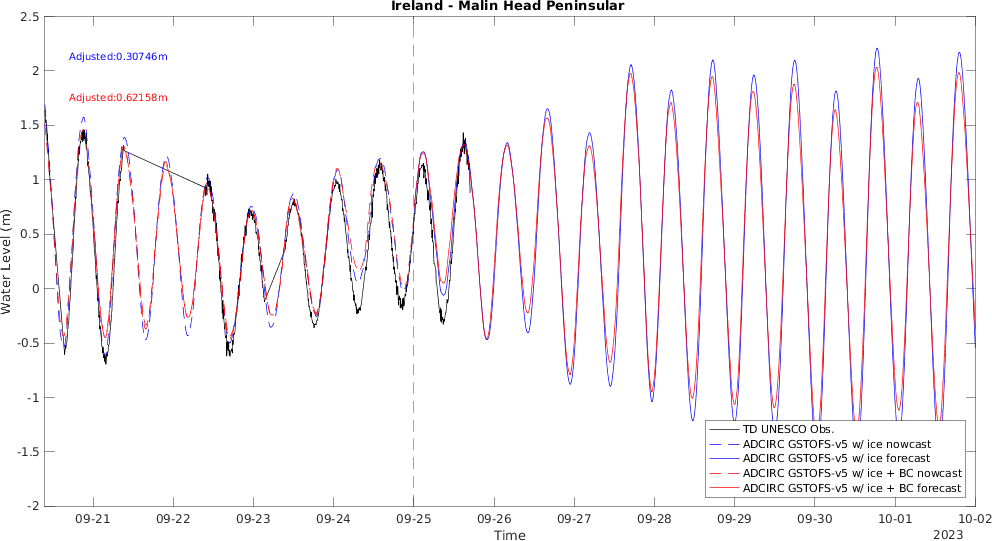 Ireland - Malin Head Peninsular
2.5
2
1.5
1
0.5
0
-0.5
-1
-1.5
-2
Water Level (m)
Adjusted:0.30746m
Adjusted:0.62158m
TD UNESCO Obs.
ADCIRC GSTOFS-v5 w/ ice nowcast
ADCIRC GSTOFS-v5 w/ ice forecast
ADCIRC GSTOFS-v5 w/ ice + BC nowcast
ADCIRC GSTOFS-v5 w/ ice + BC forecast
09-21 09-22 09-23 09-24 09-25 09-26 09-27 09-28 09-29 09-30 10-01 10-02
Time
2023